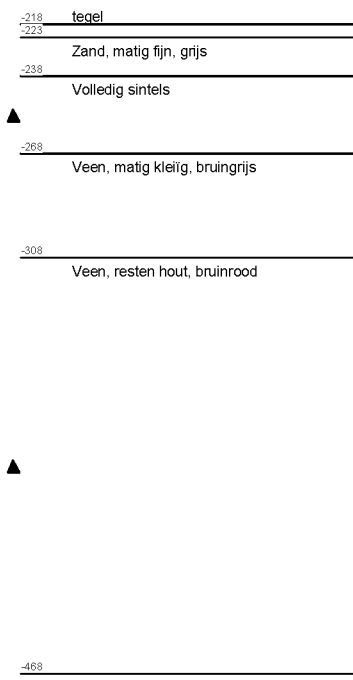 -218 tegel
-223
Zand, matig fijn, grijs
-238
Volledig sintels
-268
Veen, matig kleiïg, bruingrijs
-308
Veen, resten hout, bruinrood
-468